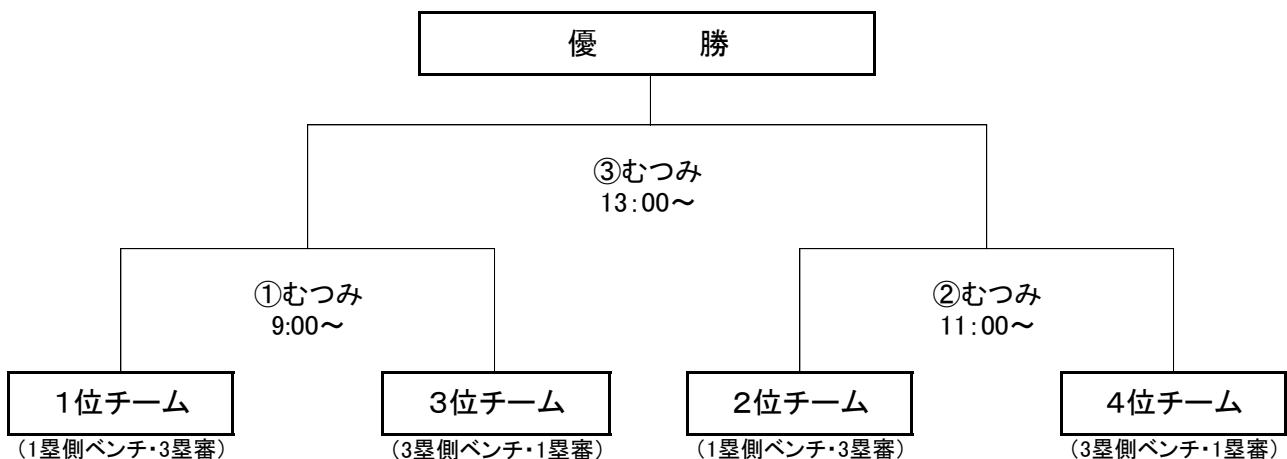 優　　　勝
③むつみ
13：00～
①むつみ
9:00～
②むつみ
11：00～
１位チーム
３位チーム
２位チーム
４位チーム
（1塁側ベンチ・3塁審）
（3塁側ベンチ・1塁審）
（1塁側ベンチ・3塁審）
（3塁側ベンチ・1塁審）